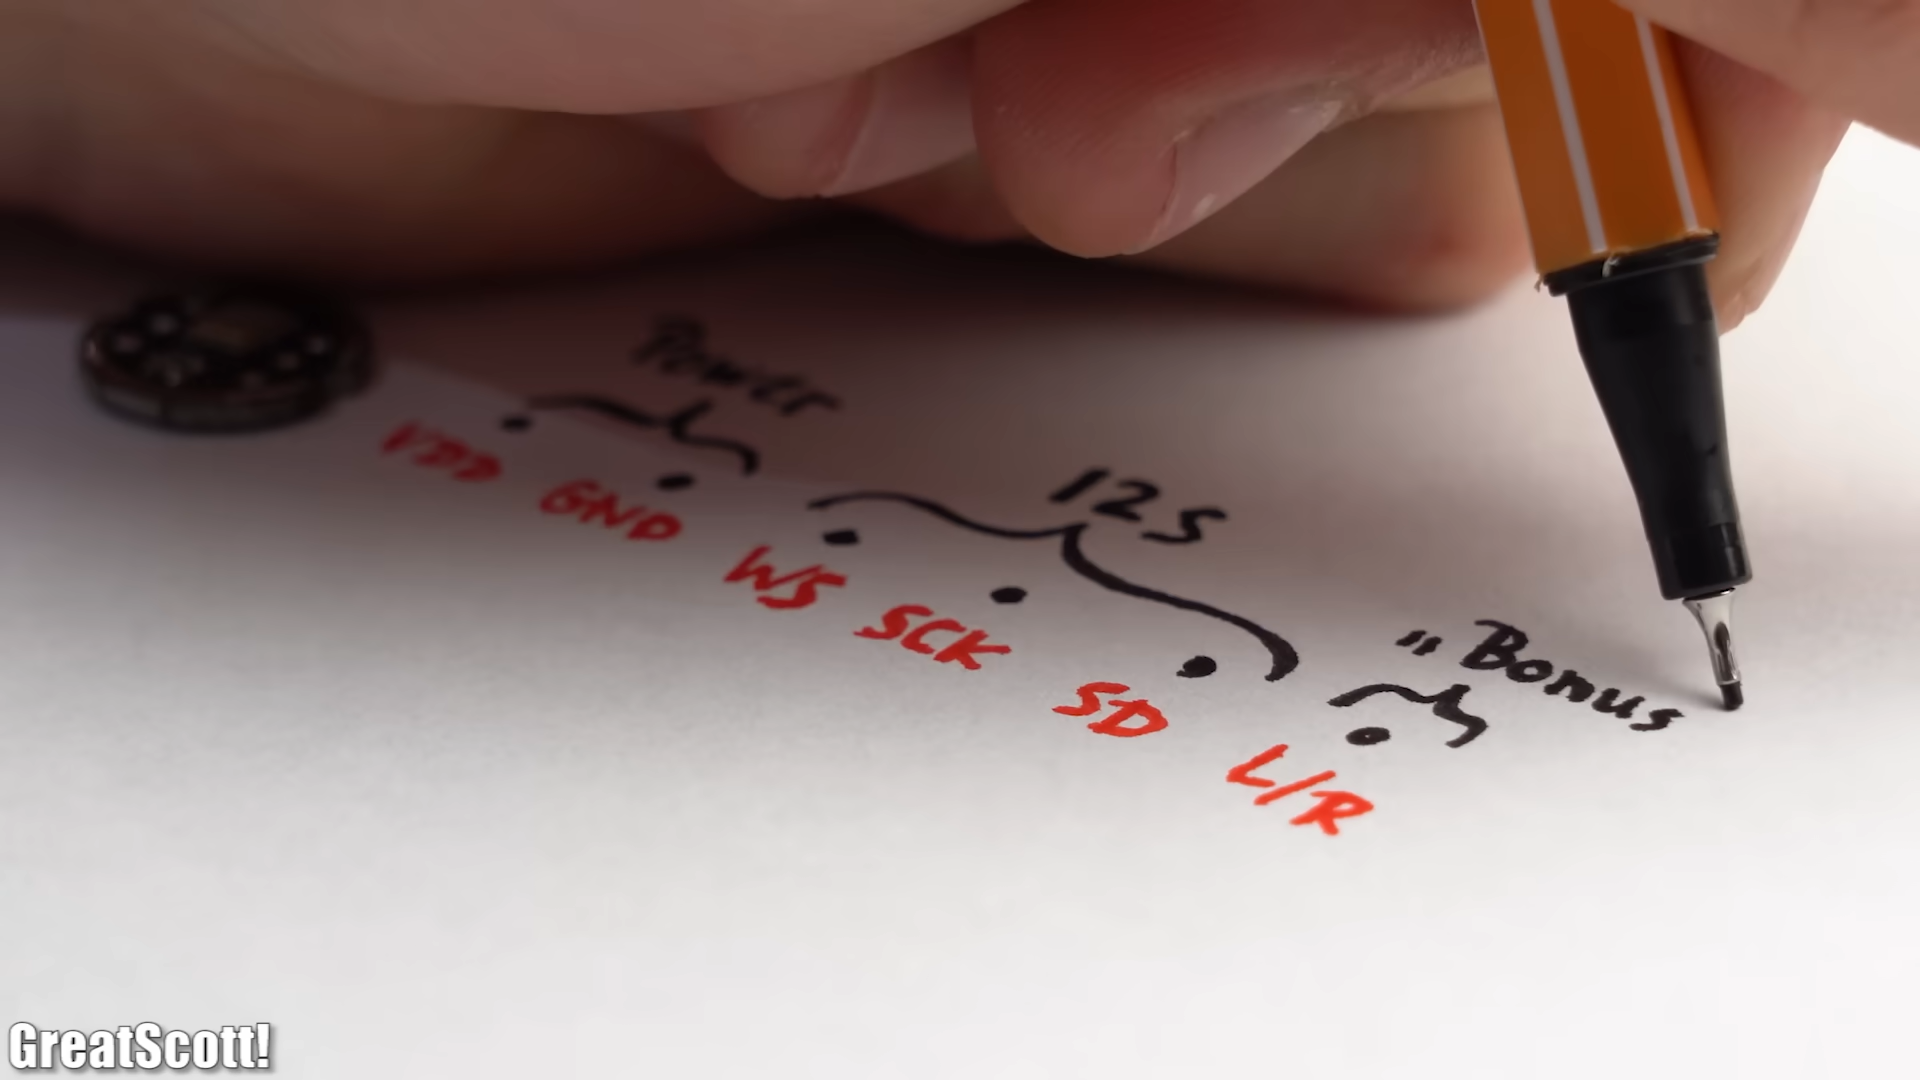 Power
I2S
„Bonus
VDD GND WS SCK SD L/R
GreatScott!